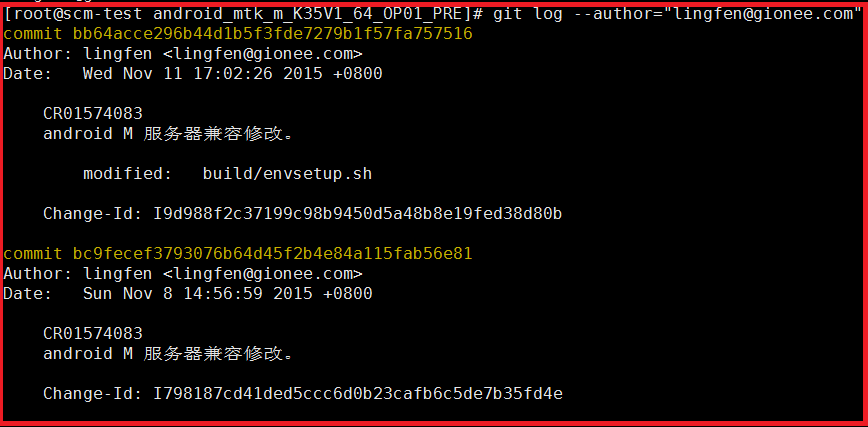 [root@scm-test android_mtk_m_K35V1_64_OP01_PRE]# git log --author="lingfen@gionee.com"
commit bb64acce296b44d1b5f3fde7279b1f57fa757516
Author: lingfen <lingfen@gionee.com>
Date:   Wed Nov 11 17:02:26 2015 +0800
CR01574083
android M 服务器兼容修改。
modified:   build/envsetup.sh
Change-Id: I9d988f2c37199c98b9450d5a48b8e19fed38d80b
commit bc9fecef3793076b64d45f2b4e84a115fab56e81
Author: lingfen <lingfen@gionee.com>
Date:   Sun Nov 8 14:56:59 2015 +0800
CR01574083
android M 服务器兼容修改。
Change-Id: I798187cd41ded5ccc6d0b23cafb6c5de7b35fd4e